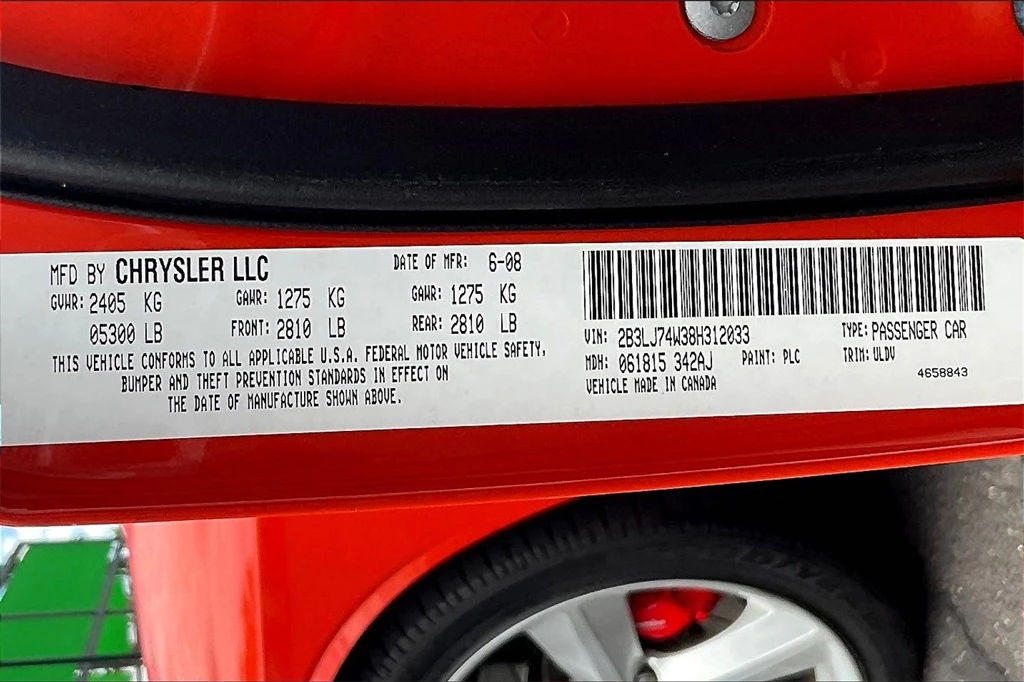 MFD BY CHRYSLER LLC DATE OF MFR: 6-08
GVWR: 2405 KG GAWR: 1275 KG GAWR: 1275 KG
05300 LB FRONT: 2810 LB REAR: 2810 LB
THIS VEHICLE CONFORMS TO ALL APPLICABLE U.S.A. FEDERAL MOTOR VEHICLE SAFETY,
BUMPER AND THEFT PREVENTION STANDARDS IN EFFECT ON
THE DATE OF MANUFACTURE SHOWN ABOVE.
VIN: 2B3LJ74W38H312033 TYPE: PASSENGER CAR
MDH: 061815 342AJ PAINT: PLC TRIM: ULDV
VEHICLE MADE IN CANADA 4658843